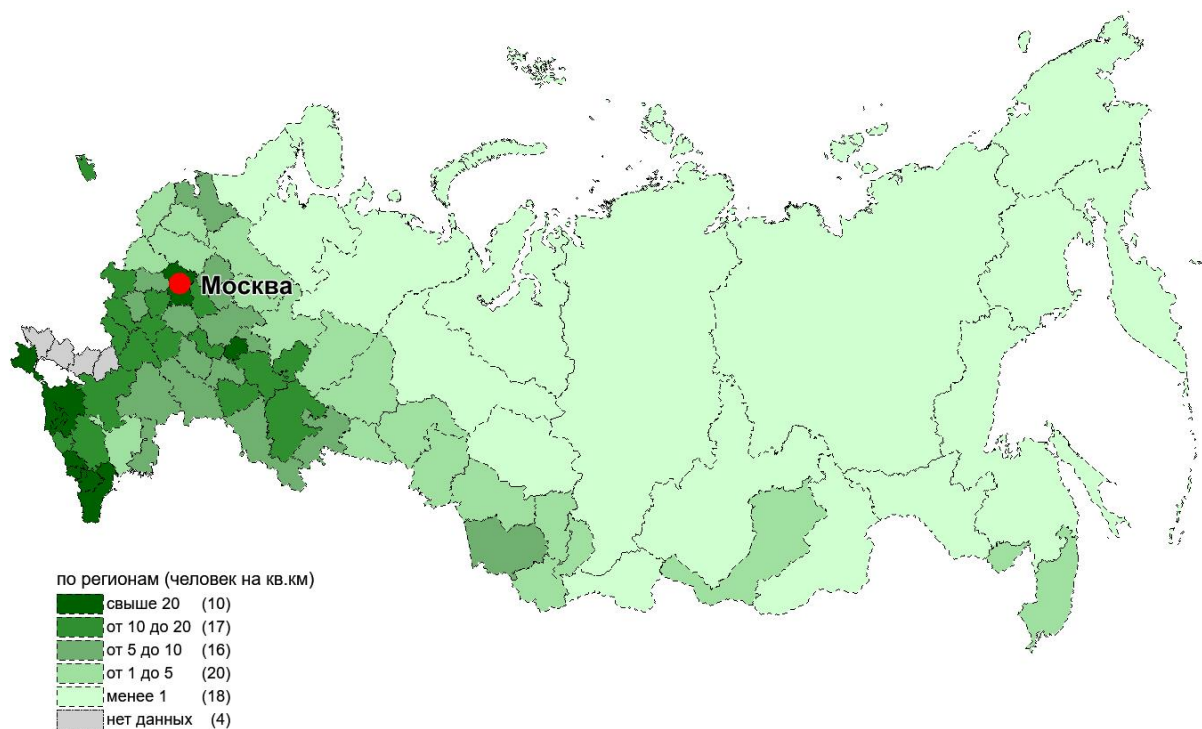 Москва
по регионам (человек на кв.км)
свыше 20 (10)
от 10 до 20 (17)
от 5 до 10 (16)
от 1 до 5 (20)
менее 1 (18)
нет данных (4)